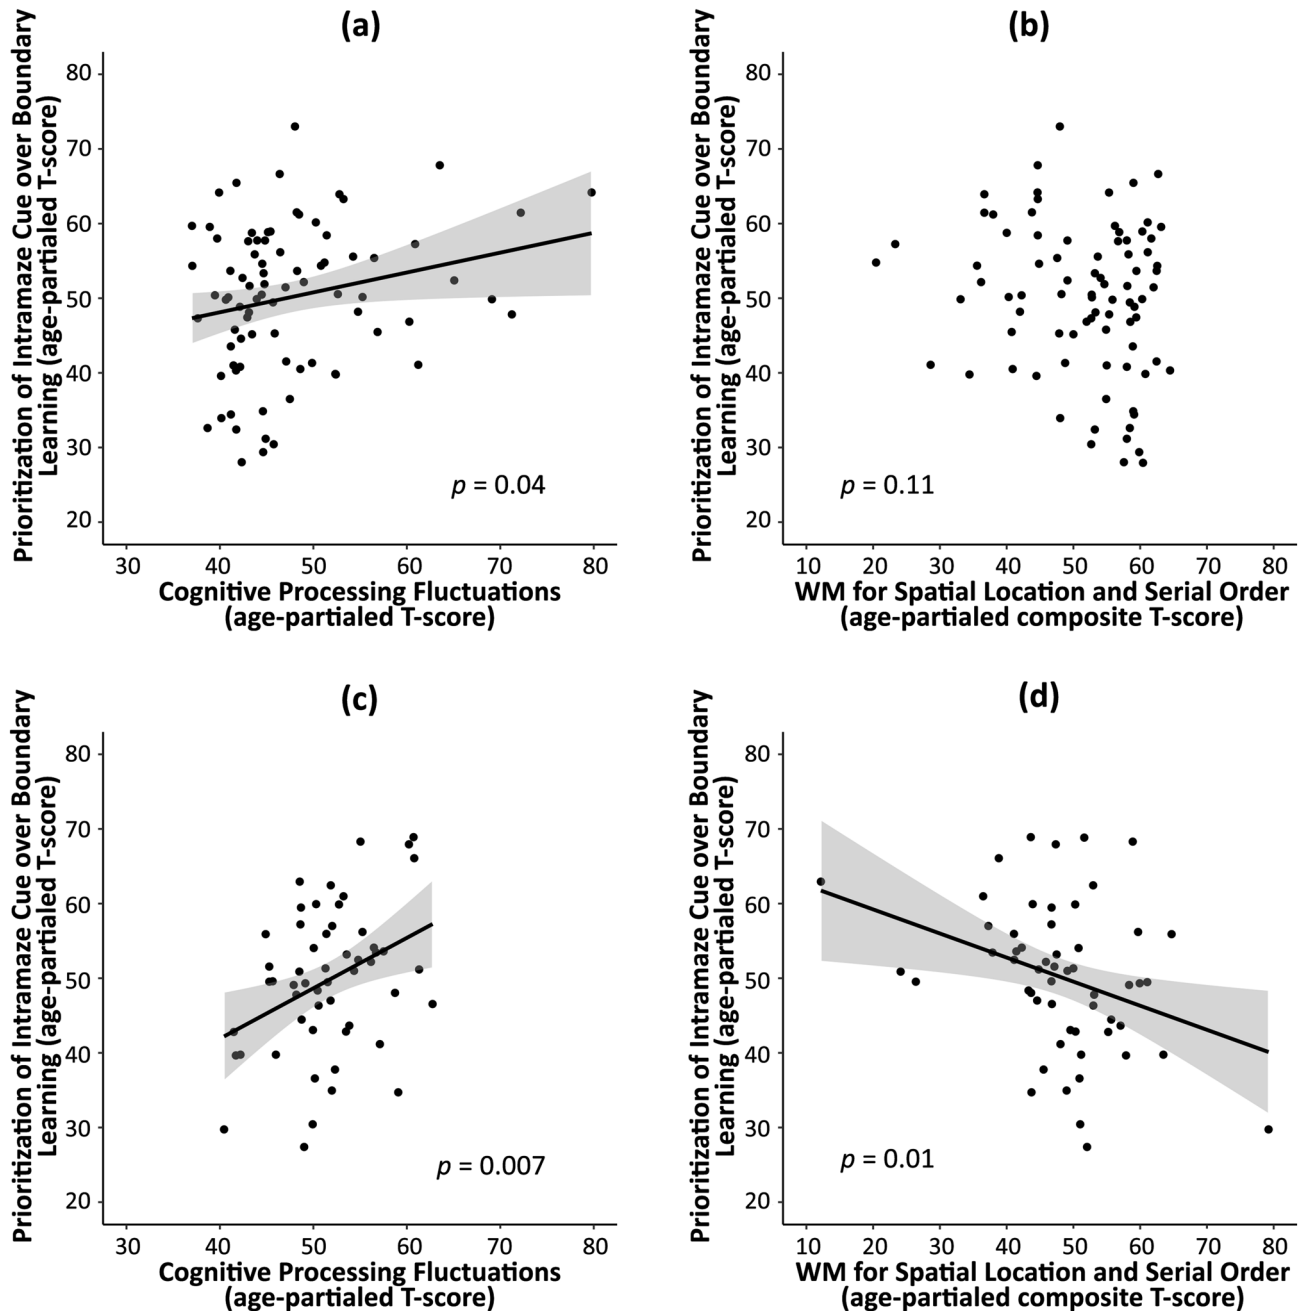 (a)
Prioritization of Intramaze Cue over Boundary
Learning (age-partialed T-score)
80
70
60
50
40
30
20
p = 0.04
30 40 50 60 70 80
Cognitive Processing Fluctuations
(age-partialed T-score)
(b)
Prioritization of Intramaze Cue over Boundary
Learning (age-partialed T-score)
80
70
60
50
40
30
20
p = 0.11
10 20 30 40 50 60 70 80
WM for Spatial Location and Serial Order
(age-partialed composite T-score)
(c)
Prioritization of Intramaze Cue over Boundary
Learning (age-partialed T-score)
80
70
60
50
40
30
20
p = 0.007
30 40 50 60 70 80
Cognitive Processing Fluctuations
(age-partialed T-score)
(d)
Prioritization of Intramaze Cue over Boundary
Learning (age-partialed T-score)
80
70
60
50
40
30
20
p = 0.01
10 20 30 40 50 60 70 80
WM for Spatial Location and Serial Order
(age-partialed composite T-score)